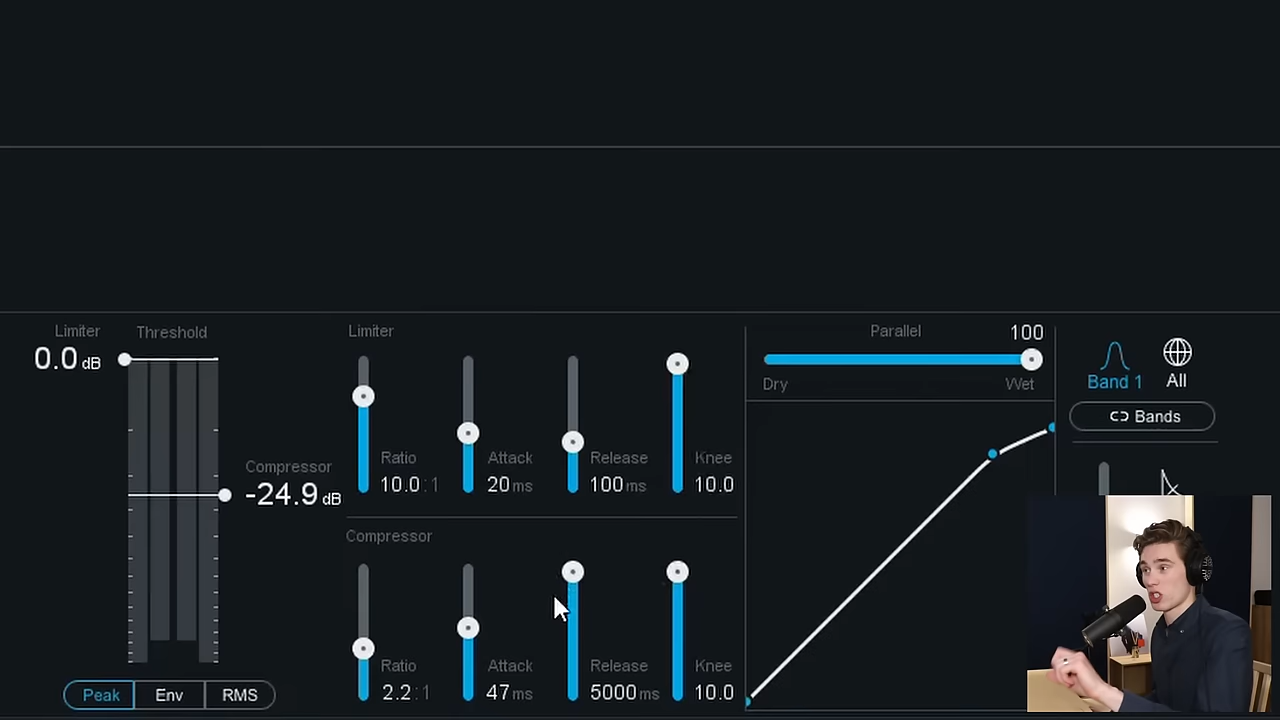 Limiter
Threshold
0.0 dB
Compressor
-24.9 dB
Peak
Env
RMS
Limiter
Ratio
10.0:1
Attack
20 ms
Release
100 ms
Knee
10.0
Compressor
Ratio
2.2:1
Attack
47 ms
Release
5000 ms
Knee
10.0
Parallel
100
Dry
Wet
Band 1
All
Bands